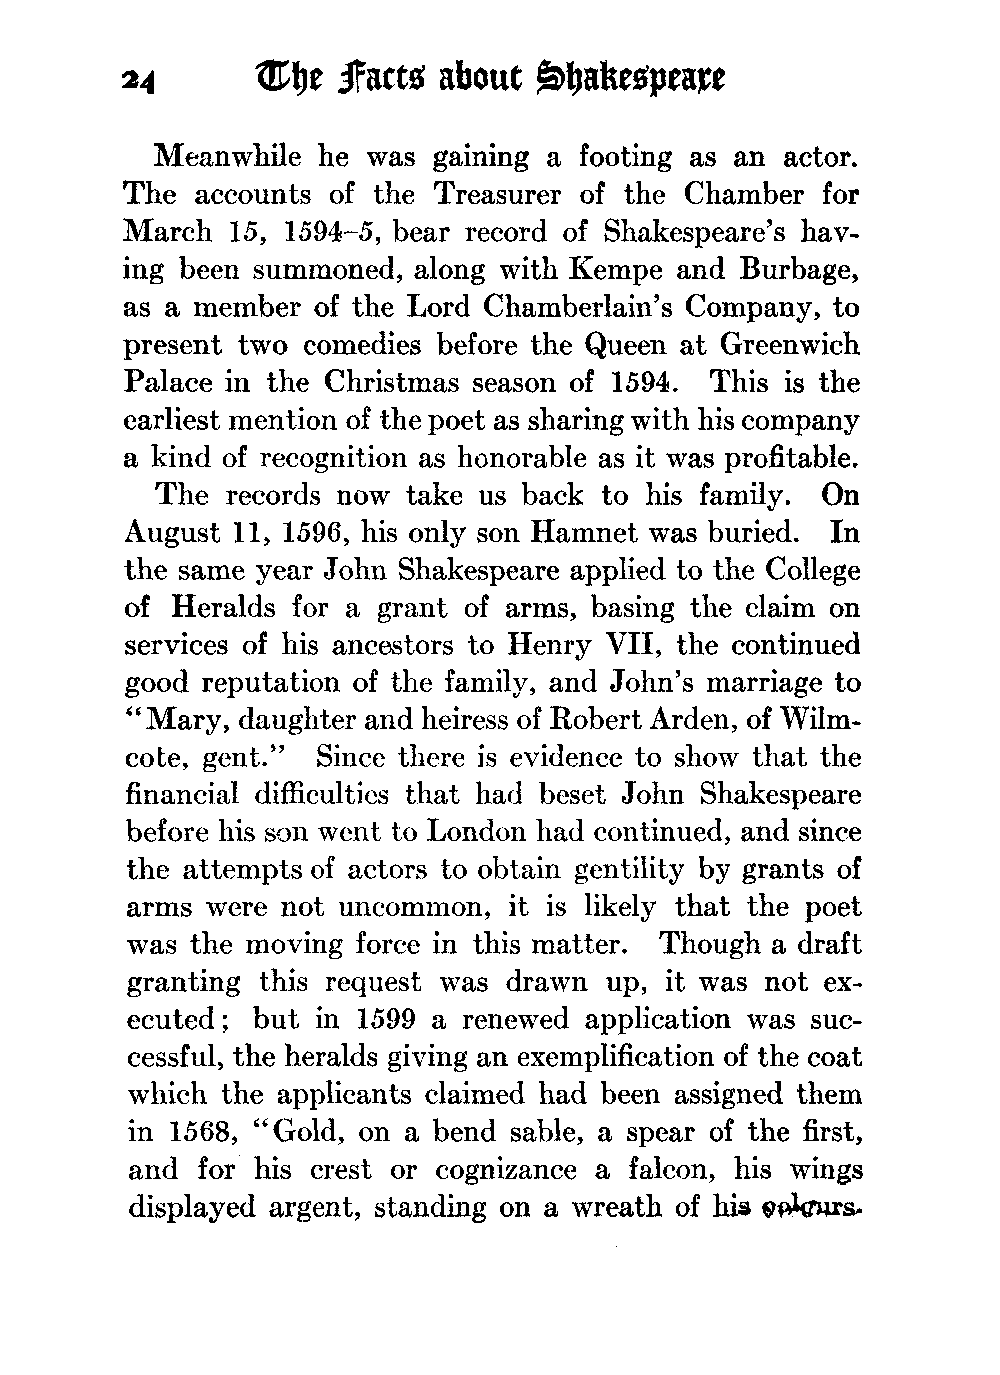 24 The Facts about Shakespeare
Meanwhile he was gaining a footing as an actor.
The accounts of the Treasurer of the Chamber for
March 15, 1594–5, bear record of Shakespeare's hav-
ing been summoned, along with Kempe and Burbage,
as a member of the Lord Chamberlain's Company, to
present two comedies before the Queen at Greenwich
Palace in the Christmas season of 1594. This is the
earliest mention of the poet as sharing with his company
a kind of recognition as honorable as it was profitable.
The records now take us back to his family. On
August 11, 1596, his only son Hamnet was buried. In
the same year John Shakespeare applied to the College
of Heralds for a grant of arms, basing the claim on
services of his ancestors to Henry VII, the continued
good reputation of the family, and John's marriage to
"Mary, daughter and heiress of Robert Arden, of Wilm-
cote, gent." Since there is evidence to show that the
financial difficulties that had beset John Shakespeare
before his son went to London had continued, and since
the attempts of actors to obtain gentility by grants of
arms were not uncommon, it is likely that the poet
was the moving force in this matter. Though a draft
granting this request was drawn up, it was not ex-
ecuted; but in 1599 a renewed application was suc-
cessful, the heralds giving an exemplification of the coat
which the applicants claimed had been assigned them
in 1568, "Gold, on a bend sable, a spear of the first,
and for his crest or cognizance a falcon, his wings
displayed argent, standing on a wreath of his colours.